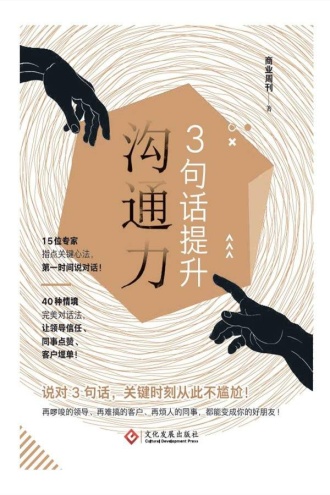 商业周刊——著
3句话提升
沟通力
15位专家
指点关键心法，
第一时间说对话！
40种情境
完美对话法，
让领导信任、
同事点赞、
客户埋单！
说对 3 句话，关键时刻从此不尴尬！
再啰唆的领导、再难搞的客户、再烦人的同事，都能变成你的好朋友！
文化发展出版社
Cultural Development Press